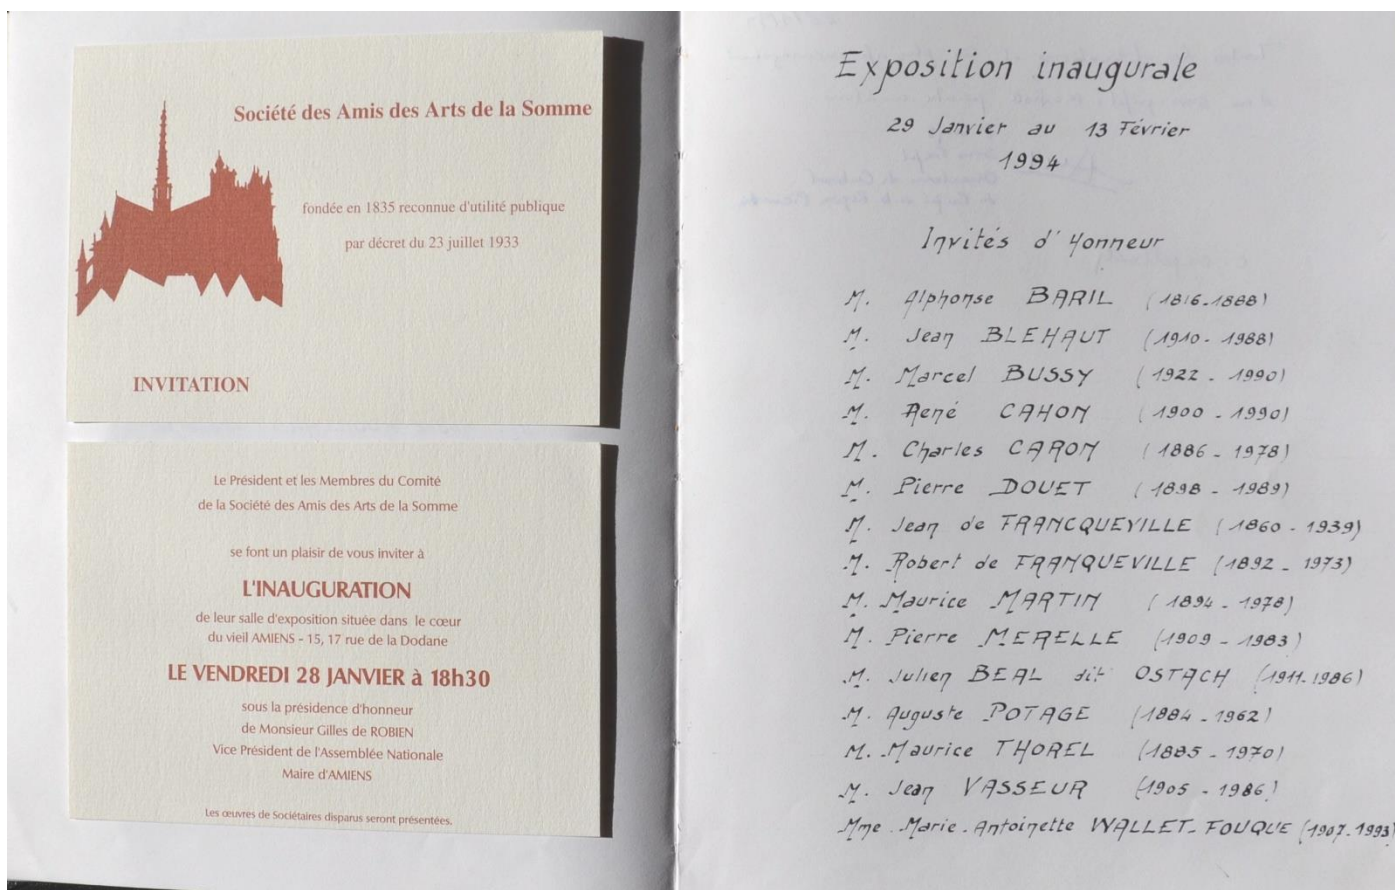 Société des Amis des Arts de la Somme
fondée en 1835 reconnue d'utilité publique
par décret du 23 juillet 1933
INVITATION
Le Président et les Membres du Comité
de la Société des Amis des Arts de la Somme
se font un plaisir de vous inviter à
L'INAUGURATION
de leur salle d'exposition située dans le cœur
du vieil AMIENS - 15, 17 rue de la Dodane
LE VENDREDI 28 JANVIER à 18h30
sous la présidence d'honneur
de Monsieur Gilles de ROBIEN
Vice Président de l'Assemblée Nationale
Maire d'AMIENS
Les œuvres de Sociétaires disparus seront présentées.
Exposition inaugurale
29 Janvier au 13 Février
1994
Invités d'Honneur
M. Alphonse BARIL (1816-1888)
M. Jean BLEHAUT (1910-1988)
M. Marcel BUSSY (1922-1990)
M. René CAHON (1900-1990)
M. Charles CARON (1886-1978)
M. Pierre DOUET (1898-1989)
M. Jean de FRANCQUEVILLE (1860-1939)
M. Robert de FRANQUEVILLE (1892-1973)
M. Maurice MARTIN (1894-1978)
M. Pierre MERELLE (1909-1983)
M. Julien BEAL dit OSTACH (1911-1986)
M. Auguste POTAGE (1884-1962)
M. Maurice THOREL (1885-1970)
M. Jean VASSEUR (1905-1986)
Mme Marie-Antoinette WALLET-FOUQUE (1907-1993)